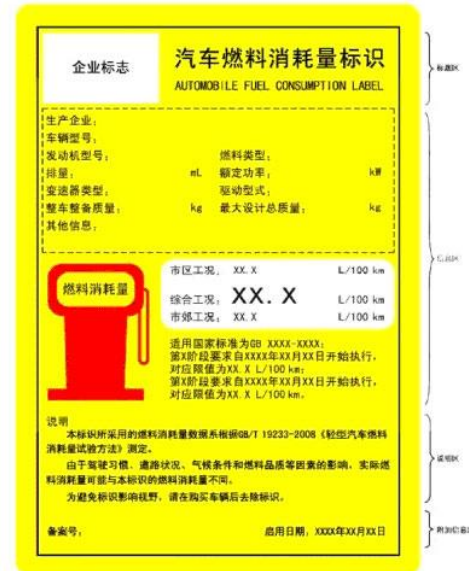 企业标志
汽车燃料消耗量标识
AUTOMOBILE FUEL CONSUMPTION LABEL
标题区
生产企业：
车辆型号：
发动机型号： 燃料类型：
排量： mL 额定功率： kW
变速器类型： 驱动型式：
整车整备质量： kg 最大设计总质量： kg
其他信息：
信息区
燃料消耗量
市区工况： XX.X L/100 km
综合工况： XX.X L/100 km
市郊工况： XX.X L/100 km
适用国家标准为GB XXXX-XXXX；
第X阶段要求自XXXX年XX月XX日开始执行，
对应限值为XX.X L/100 km；
第X阶段要求自XXXX年XX月XX日开始执行，
对应限值为XX.X L/100 km。
说明
本标识所采用的燃料消耗量数据系根据GB/T 19233-2008《轻型汽车燃料
消耗量试验方法》测定。
由于驾驶习惯、道路状况、气候条件和燃料品质等因素的影响，实际燃
料消耗量可能与本标识的燃料消耗量不同。
为避免标识影响视野，请在购买车辆后去除标识。
说明区
备案号： 启用日期：XXXX年XX月XX日
附加信息区